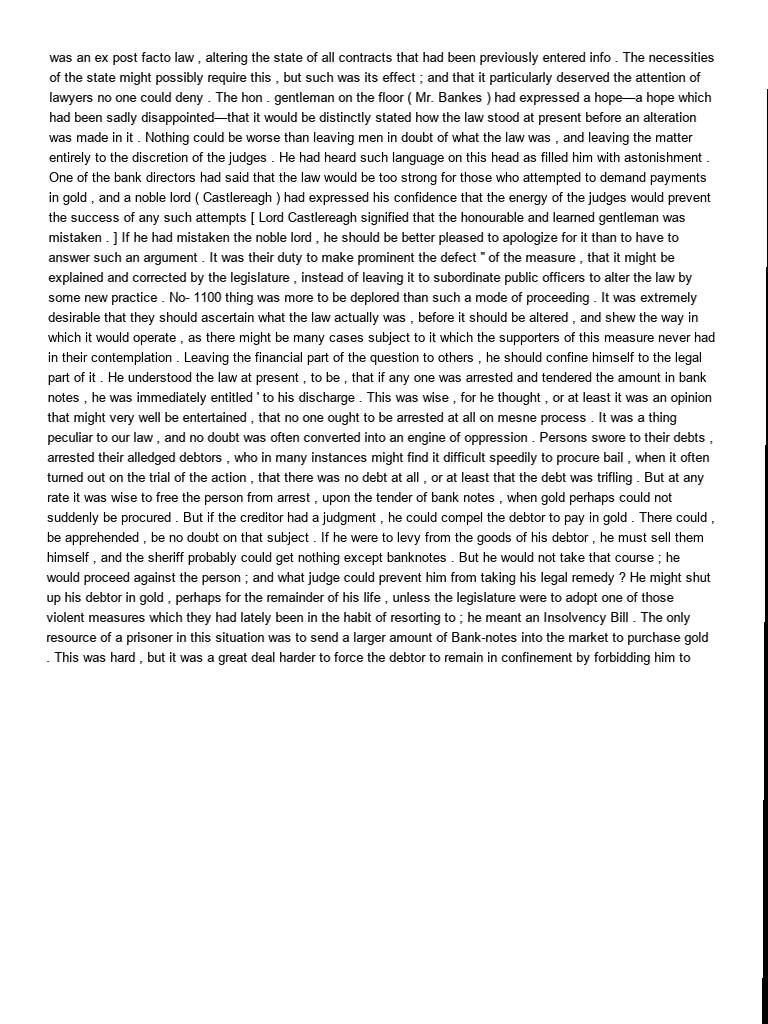 was an ex post facto law , altering the state of all contracts that had been previously entered info . The necessities
of the state might possibly require this , but such was its effect ; and that it particularly deserved the attention of
lawyers no one could deny . The hon . gentleman on the floor ( Mr. Bankes ) had expressed a hope—a hope which
had been sadly disappointed—that it would be distinctly stated how the law stood at present before an alteration
was made in it . Nothing could be worse than leaving men in doubt of what the law was , and leaving the matter
entirely to the discretion of the judges . He had heard such language on this head as filled him with astonishment .
One of the bank directors had said that the law would be too strong for those who attempted to demand payments
in gold , and a noble lord ( Castlereagh ) had expressed his confidence that the energy of the judges would prevent
the success of any such attempts [ Lord Castlereagh signified that the honourable and learned gentleman was
mistaken . ] If he had mistaken the noble lord , he should be better pleased to apologize for it than to have to
answer such an argument . It was their duty to make prominent the defect " of the measure , that it might be
explained and corrected by the legislature , instead of leaving it to subordinate public officers to alter the law by
some new practice . No- 1100 thing was more to be deplored than such a mode of proceeding . It was extremely
desirable that they should ascertain what the law actually was , before it should be altered , and shew the way in
which it would operate , as there might be many cases subject to it which the supporters of this measure never had
in their contemplation . Leaving the financial part of the question to others , he should confine himself to the legal
part of it . He understood the law at present , to be , that if any one was arrested and tendered the amount in bank
notes , he was immediately entitled ' to his discharge . This was wise , for he thought , or at least it was an opinion
that might very well be entertained , that no one ought to be arrested at all on mesne process . It was a thing
peculiar to our law , and no doubt was often converted into an engine of oppression . Persons swore to their debts ,
arrested their alledged debtors , who in many instances might find it difficult speedily to procure bail , when it often
turned out on the trial of the action , that there was no debt at all , or at least that the debt was trifling . But at any
rate it was wise to free the person from arrest , upon the tender of bank notes , when gold perhaps could not
suddenly be procured . But if the creditor had a judgment , he could compel the debtor to pay in gold . There could ,
be apprehended , be no doubt on that subject . If he were to levy from the goods of his debtor , he must sell them
himself , and the sheriff probably could get nothing except banknotes . But he would not take that course ; he
would proceed against the person ; and what judge could prevent him from taking his legal remedy ? He might shut
up his debtor in gold , perhaps for the remainder of his life , unless the legislature were to adopt one of those
violent measures which they had lately been in the habit of resorting to ; he meant an Insolvency Bill . The only
resource of a prisoner in this situation was to send a larger amount of Bank-notes into the market to purchase gold
. This was hard , but it was a great deal harder to force the debtor to remain in confinement by forbidding him to